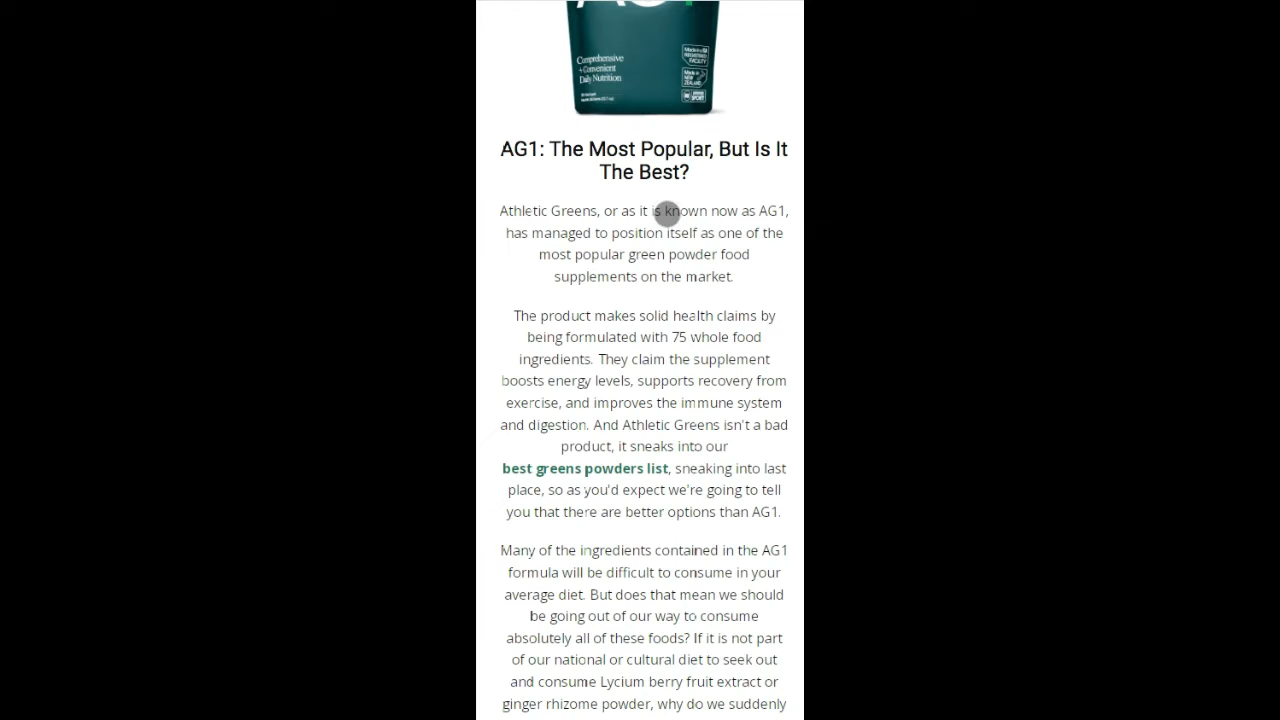 Comprehensive
+ Convenient
Daily Nutrition
AG1: The Most Popular, But Is It
The Best?
Athletic Greens, or as it is known now as AG1,
has managed to position itself as one of the
most popular green powder food
supplements on the market.
The product makes solid health claims by
being formulated with 75 whole food
ingredients. They claim the supplement
boosts energy levels, supports recovery from
exercise, and improves the immune system
and digestion. And Athletic Greens isn't a bad
product, it sneaks into our
best greens powders list, sneaking into last
place, so as you'd expect we're going to tell
you that there are better options than AG1.
Many of the ingredients contained in the AG1
formula will be difficult to consume in your
average diet. But does that mean we should
be going out of our way to consume
absolutely all of these foods? If it is not part
of our national or cultural diet to seek out
and consume Lycium berry fruit extract or
ginger rhizome powder, why do we suddenly